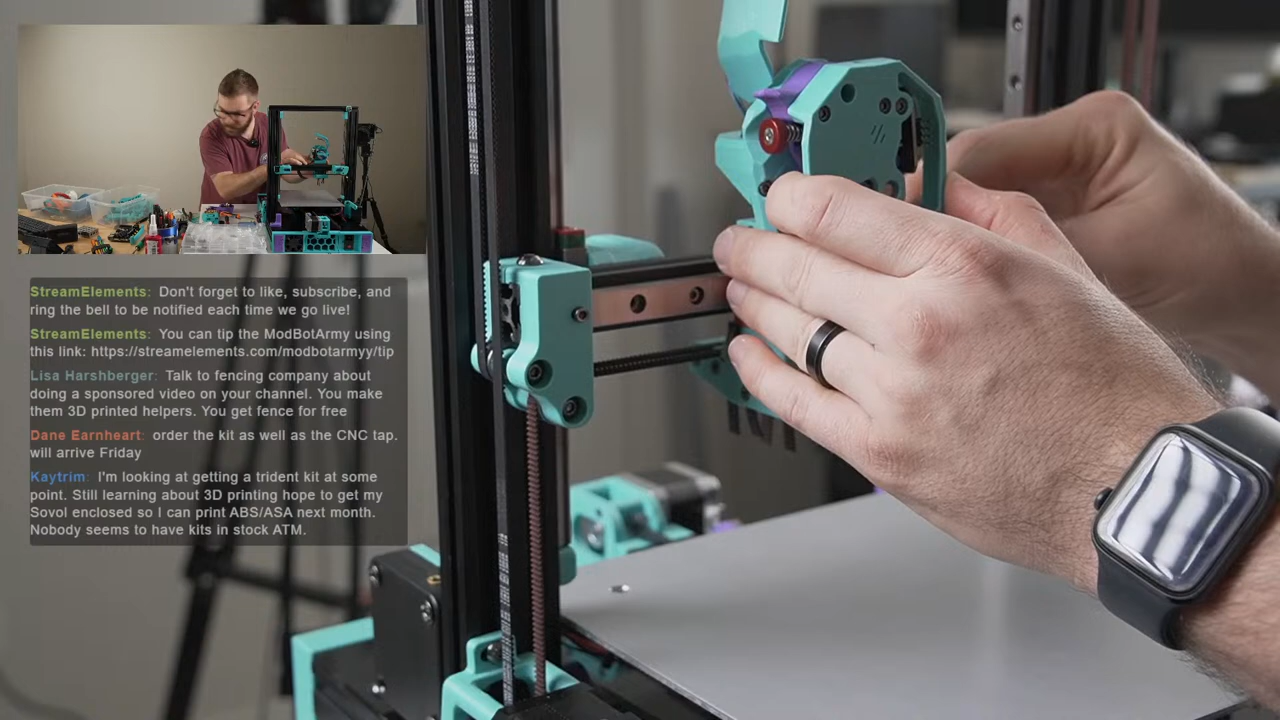 StreamElements: Don't forget to like, subscribe, and
ring the bell to be notified each time we go live!
StreamElements: You can tip the ModBotArmy using
this link: https://streamelements.com/modbotarmyy/tip
Lisa Harshberger: Talk to fencing company about
doing a sponsored video on your channel. You make
them 3D printed helpers. You get fence for free
Dane Earnheart: order the kit as well as the CNC tap.
will arrive Friday
Kaytrim: I'm looking at getting a trident kit at some
point. Still learning about 3D printing hope to get my
Sovol enclosed so I can print ABS/ASA next month.
Nobody seems to have kits in stock ATM.